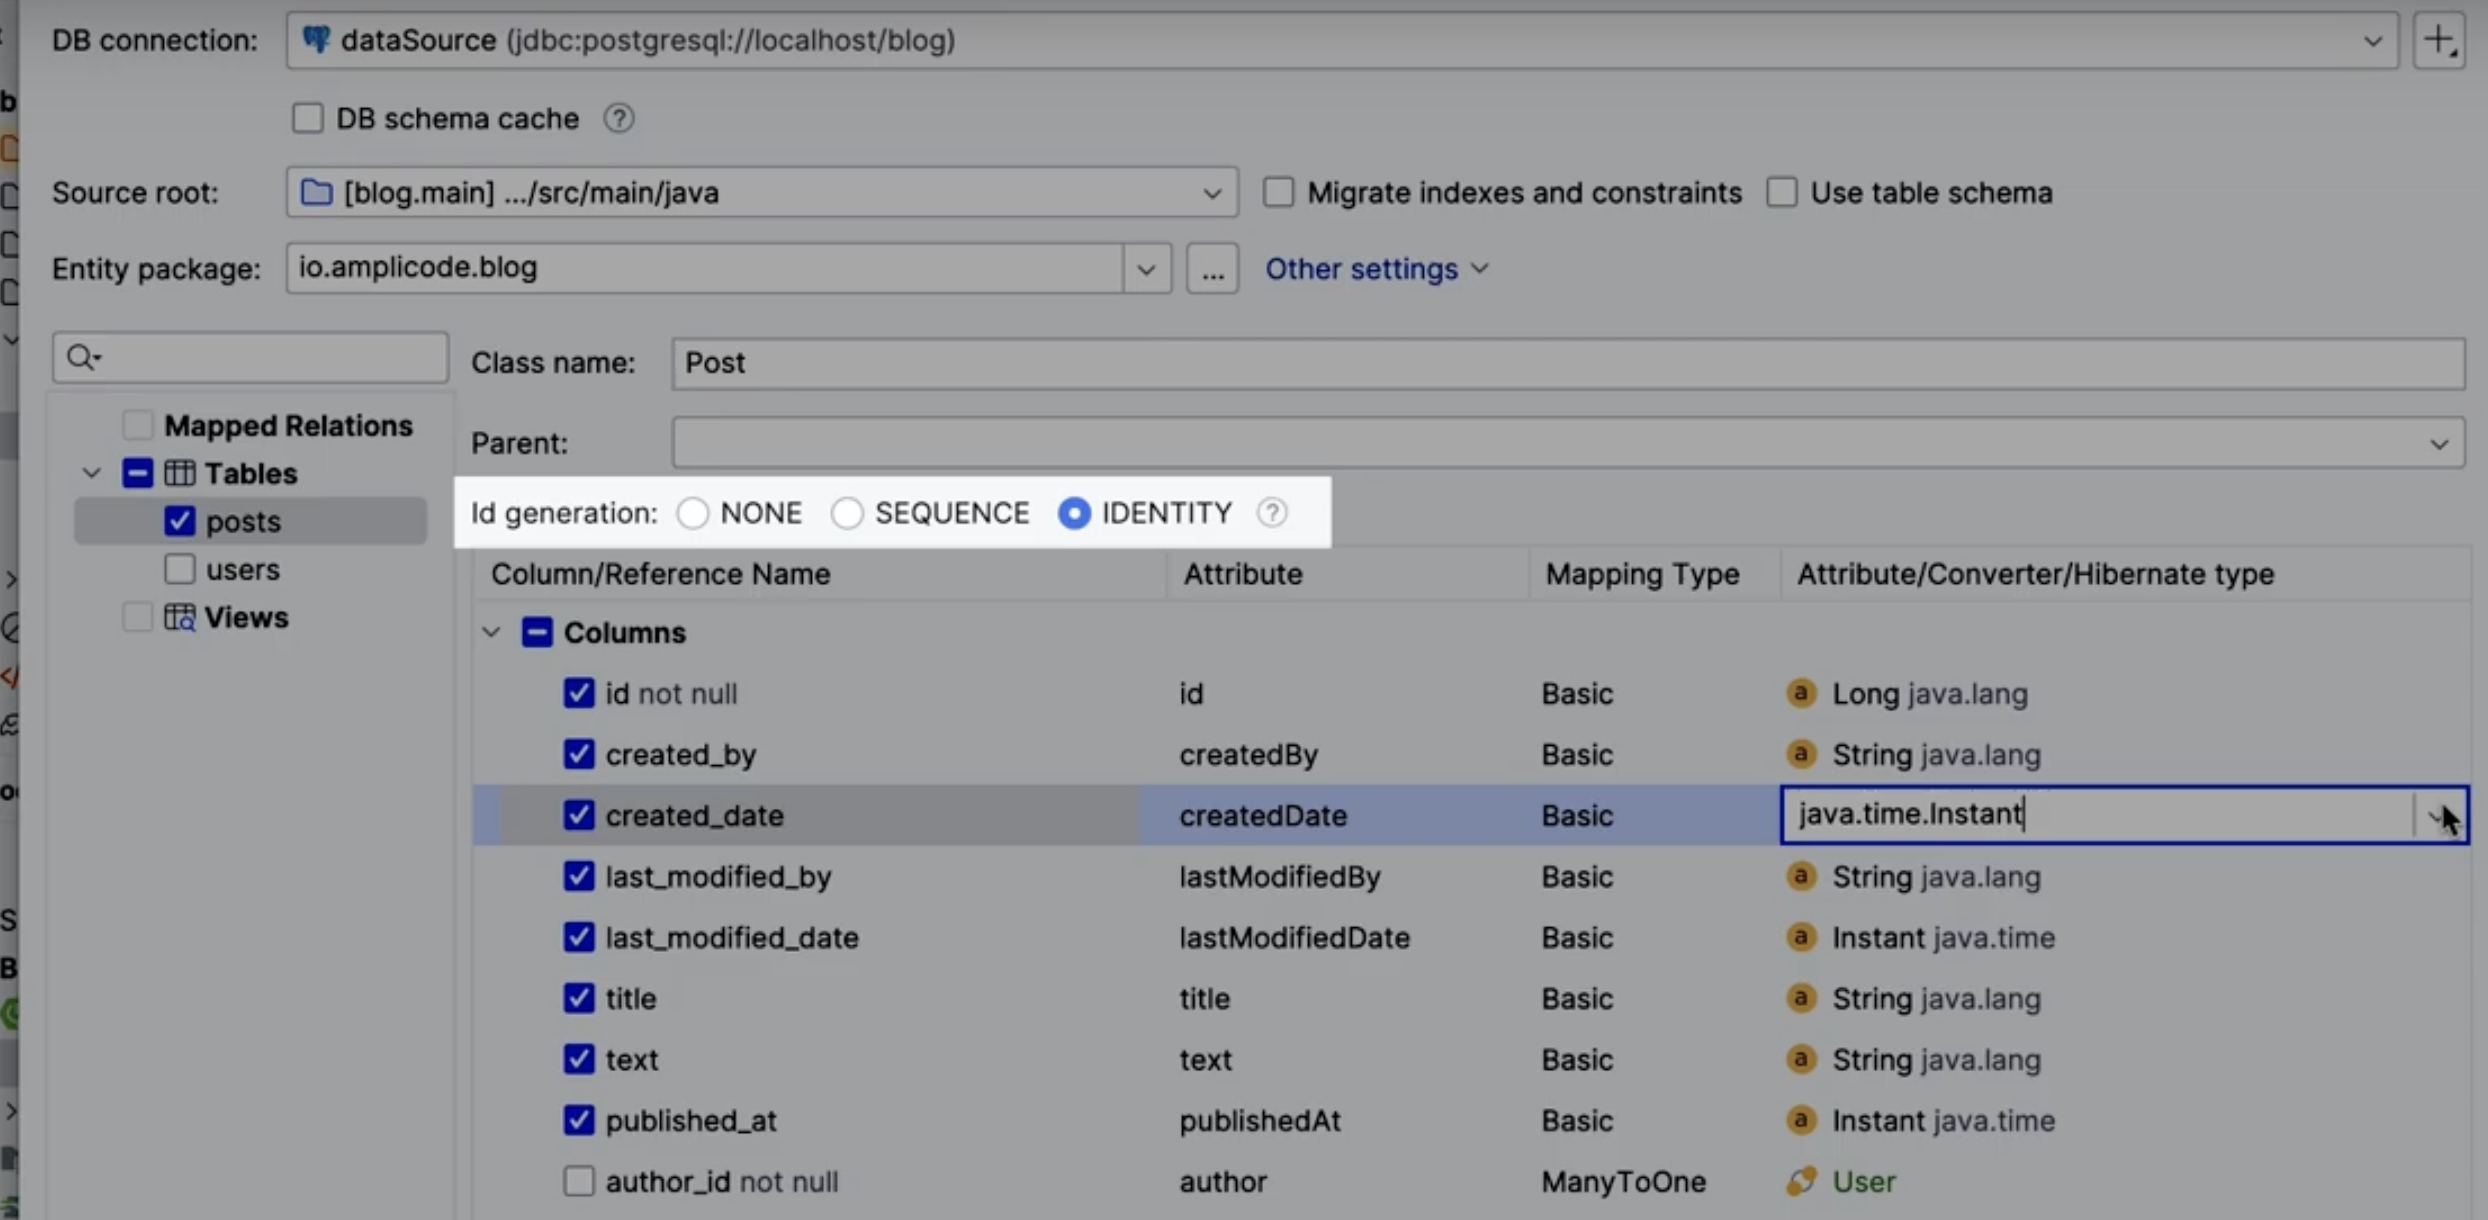 DB connection: dataSource (jdbc:postgresql://localhost/blog)
DB schema cache ?
Source root: [blog.main] .../src/main/java Migrate indexes and constraints Use table schema
Entity package: io.amplicode.blog ... Other settings
Class name: Post
Parent:
Mapped Relations
Tables
posts
users
Views
Id generation: NONE SEQUENCE IDENTITY ?
Column/Reference Name Attribute Mapping Type Attribute/Converter/Hibernate type
Columns
id not null id Basic a Long java.lang
created_by createdBy Basic a String java.lang
created_date createdDate Basic java.time.Instant
last_modified_by lastModifiedBy Basic a String java.lang
last_modified_date lastModifiedDate Basic a Instant java.time
title title Basic a String java.lang
text text Basic a String java.lang
published_at publishedAt Basic a Instant java.time
author_id not null author ManyToOne User